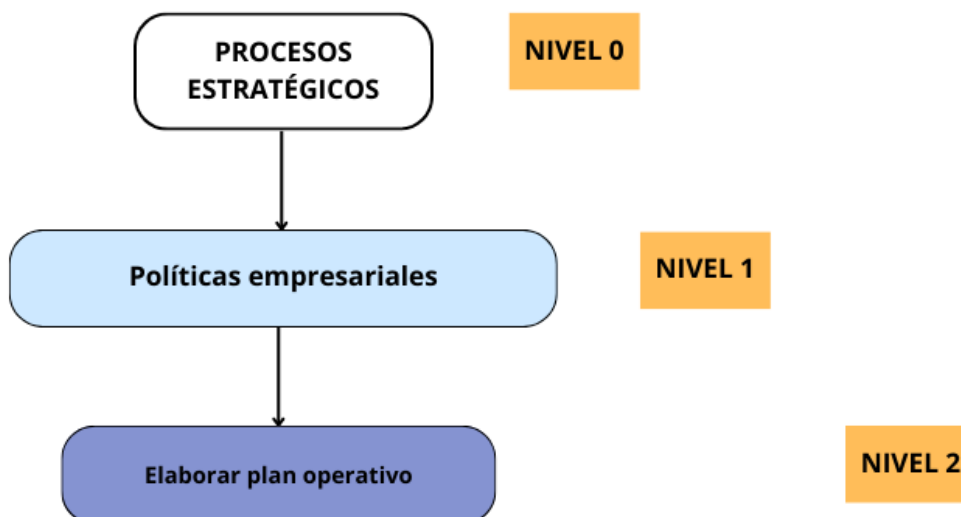 PROCESOS
ESTRATÉGICOS
NIVEL 0
Políticas empresariales
NIVEL 1
Elaborar plan operativo
NIVEL 2